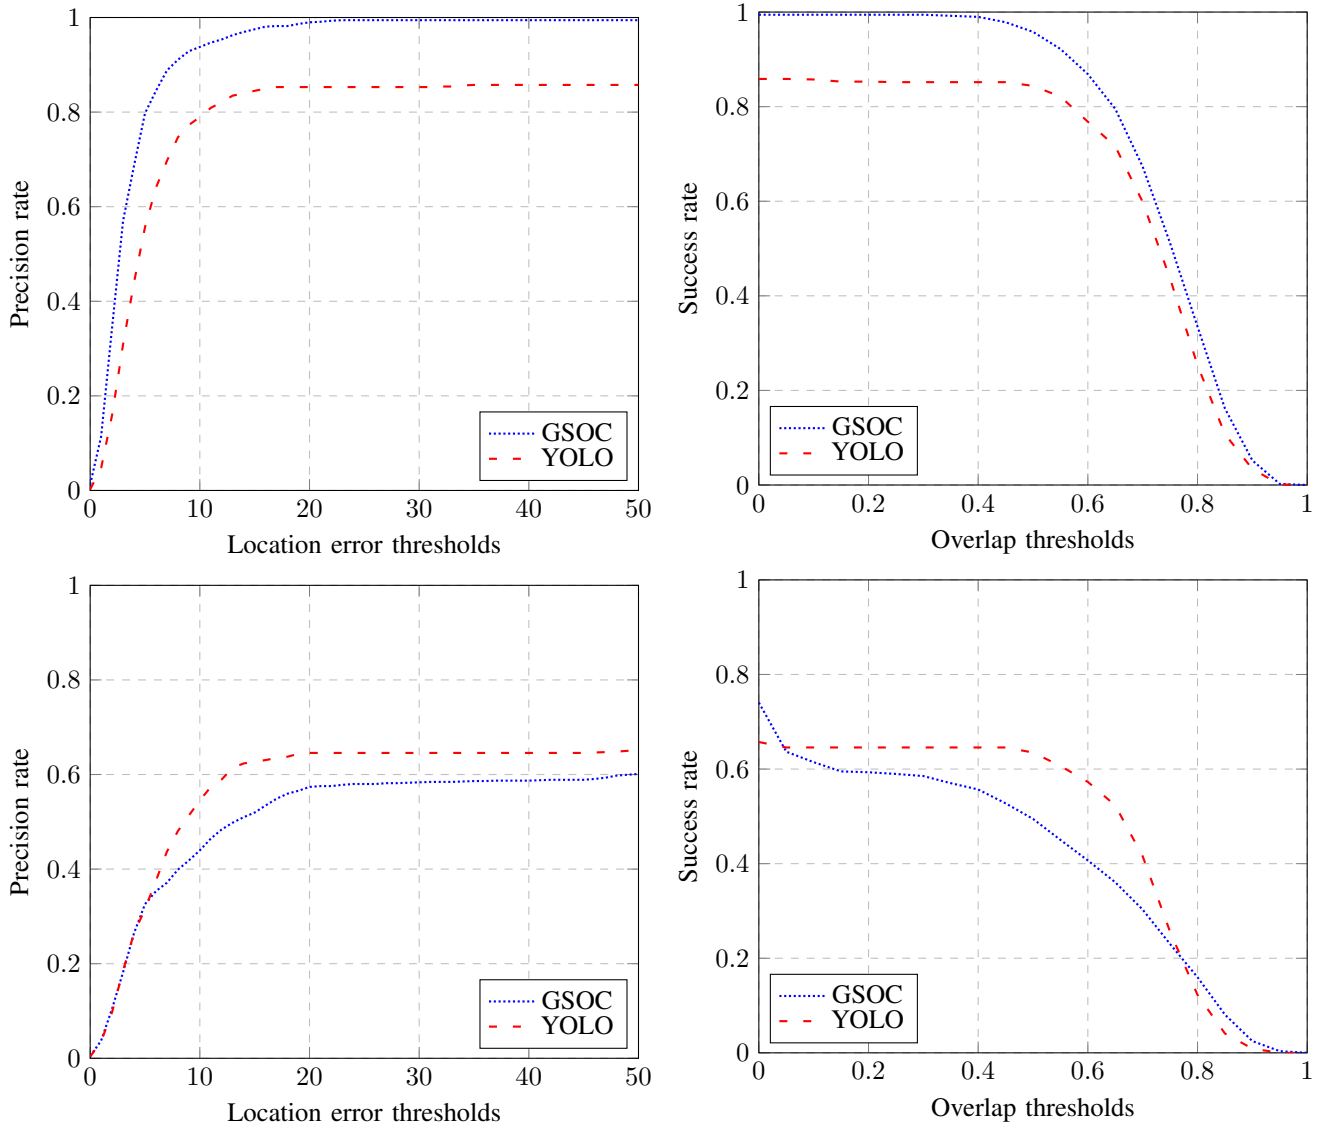 1
0.8
0.6
0.4
0.2
0
Precision rate
0 10 20 30 40 50
Location error thresholds
GSOC
YOLO
1
0.8
0.6
0.4
0.2
0
Success rate
0 0.2 0.4 0.6 0.8 1
Overlap thresholds
GSOC
YOLO
1
0.8
0.6
0.4
0.2
0
Precision rate
0 10 20 30 40 50
Location error thresholds
GSOC
YOLO
1
0.8
0.6
0.4
0.2
0
Success rate
0 0.2 0.4 0.6 0.8 1
Overlap thresholds
GSOC
YOLO